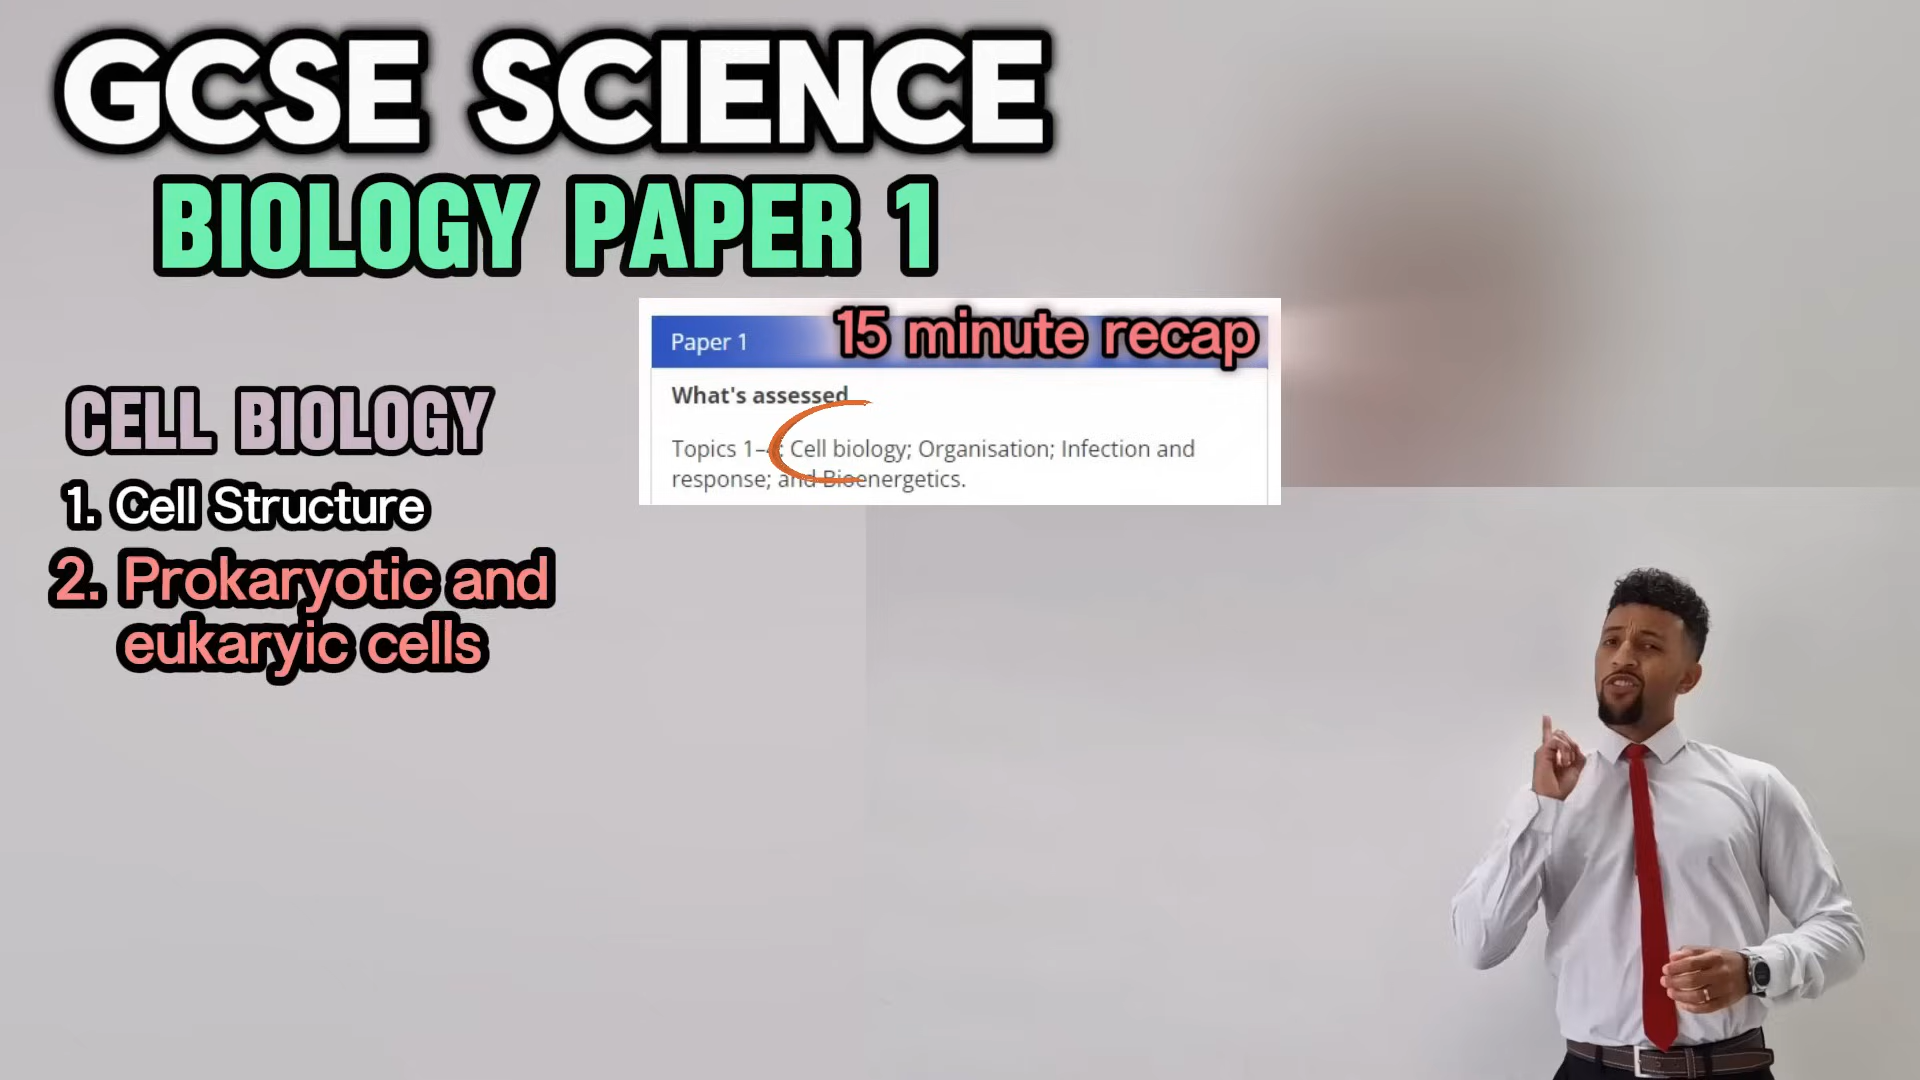 GCSE SCIENCE
BIOLOGY PAPER 1
15 minute recap
Paper 1
What's assessed
Topics 1–4: Cell biology; Organisation; Infection and
response; and Bioenergetics.
CELL BIOLOGY
1. Cell Structure
2. Prokaryotic and
eukaryic cells